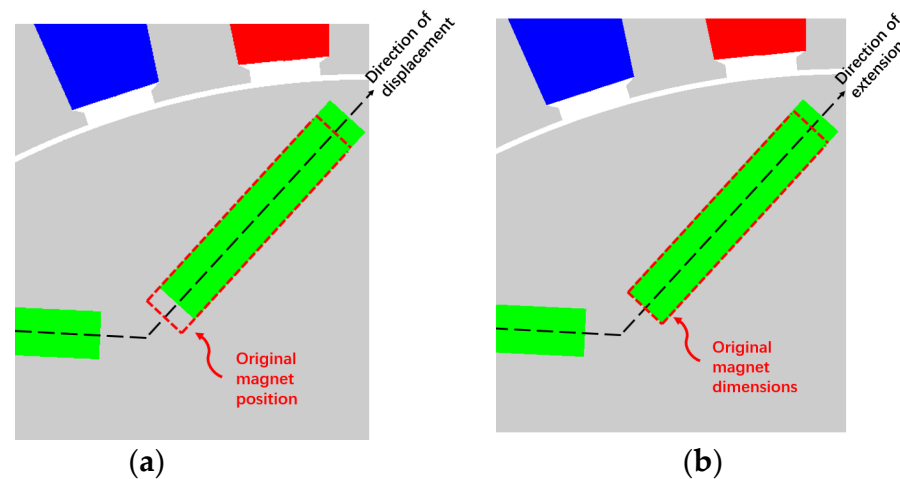 Direction of
displacement
Original
magnet
position
(a)
Direction of
extension
Original
magnet
dimensions
(b)